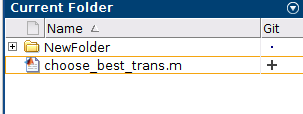 Current Folder
Name Git
NewFolder
choose_best_trans.m